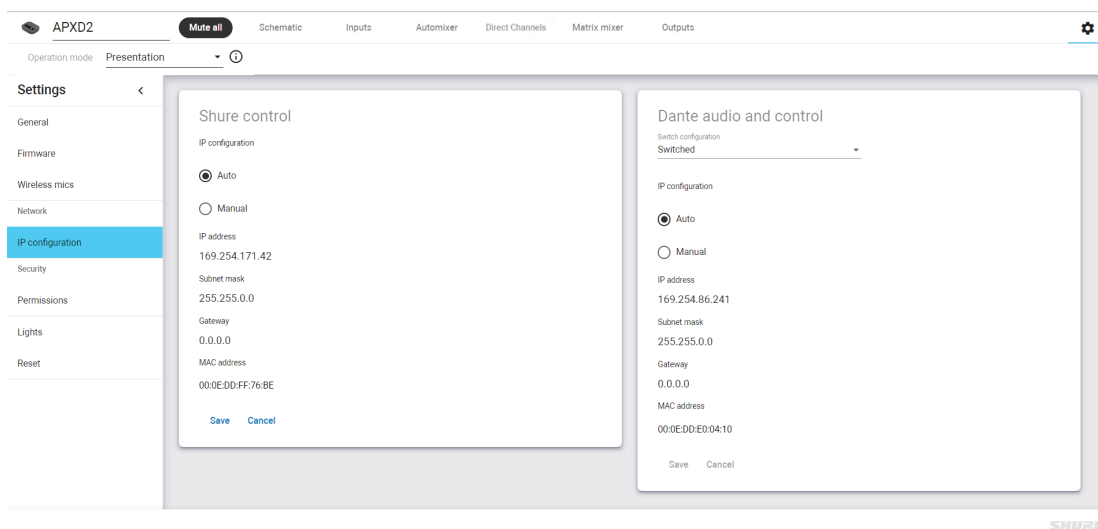 APXD2
Mute all
Schematic
Inputs
Automixer
Direct Channels
Matrix mixer
Outputs
Operation mode
Presentation
Settings
General
Firmware
Wireless mics
Network
IP configuration
Security
Permissions
Lights
Reset
Shure control
IP configuration
Auto
Manual
IP address
169.254.171.42
Subnet mask
255.255.0.0
Gateway
0.0.0.0
MAC address
00:0E:DD:FF:76:BE
Save Cancel
Dante audio and control
Switch configuration
Switched
IP configuration
Auto
Manual
IP address
169.254.86.241
Subnet mask
255.255.0.0
Gateway
0.0.0.0
MAC address
00:0E:DD:E0:04:10
Save Cancel
SHURE